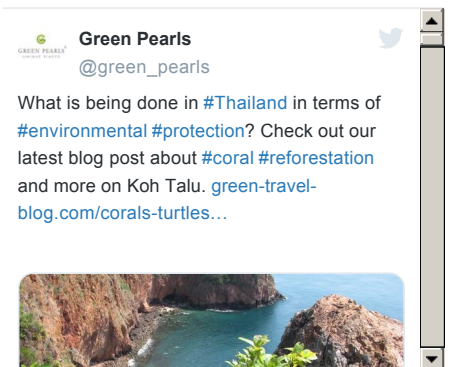 Green Pearls
GREEN PEARLS
@green_pearls
What is being done in #Thailand in terms of
#environmental #protection? Check out our
latest blog post about #coral #reforestation
and more on Koh Talu. green-travel-
blog.com/corals-turtles…